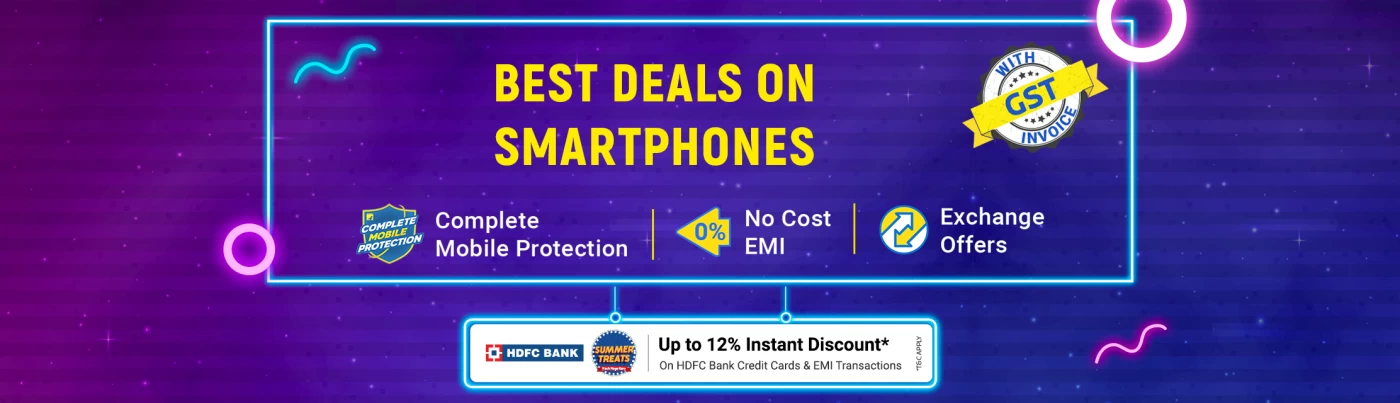 BEST DEALS ON
SMARTPHONES
WITH
GST
INVOICE
COMPLETE
MOBILE
PROTECTION
Complete
Mobile Protection
0%
No Cost
EMI
Exchange
Offers
HDFC BANK
SUMMER
TREATS
Up to 12% Instant Discount*
On HDFC Bank Credit Cards & EMI Transactions
*T&C APPLY